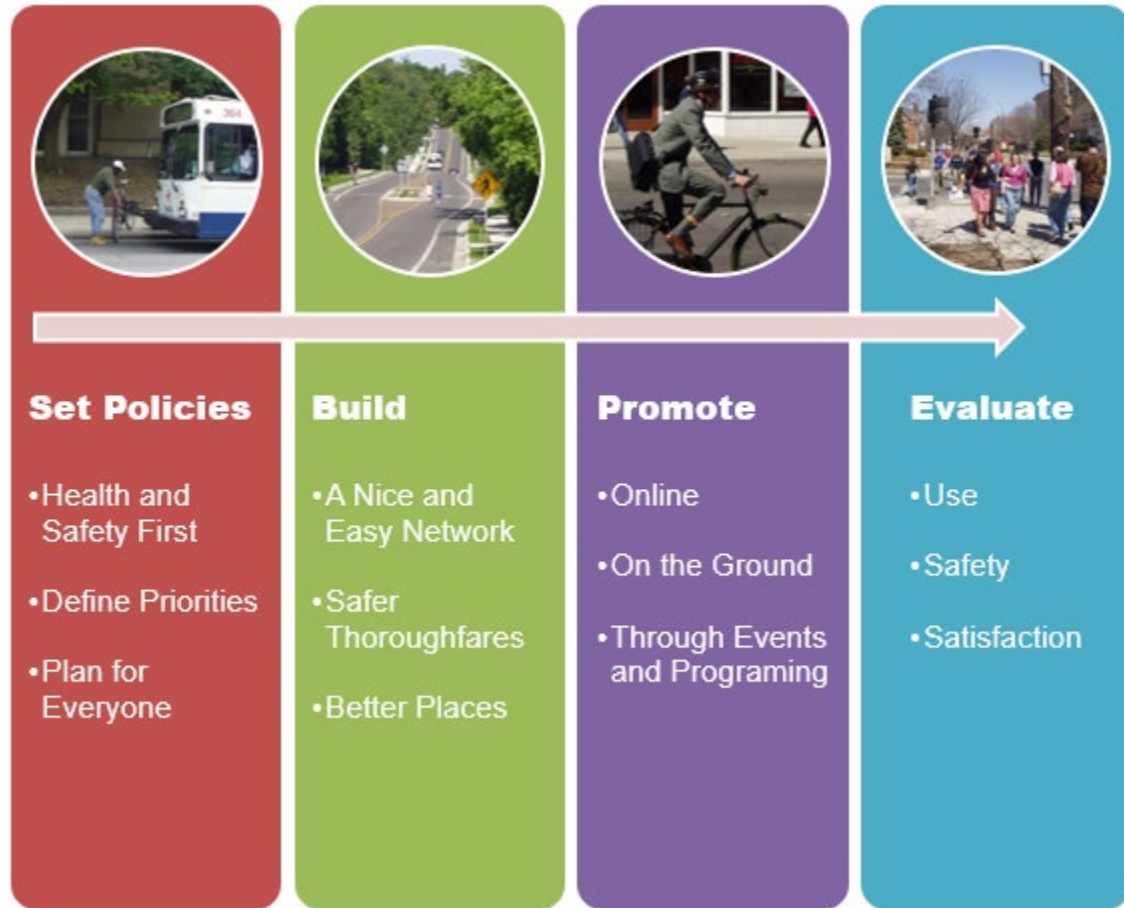 364
Set Policies
•Health and
Safety First
•Define Priorities
•Plan for
Everyone
Build
•A Nice and
Easy Network
•Safer
Thoroughfares
•Better Places
Promote
•Online
•On the Ground
•Through Events
and Programing
Evaluate
•Use
•Safety
•Satisfaction